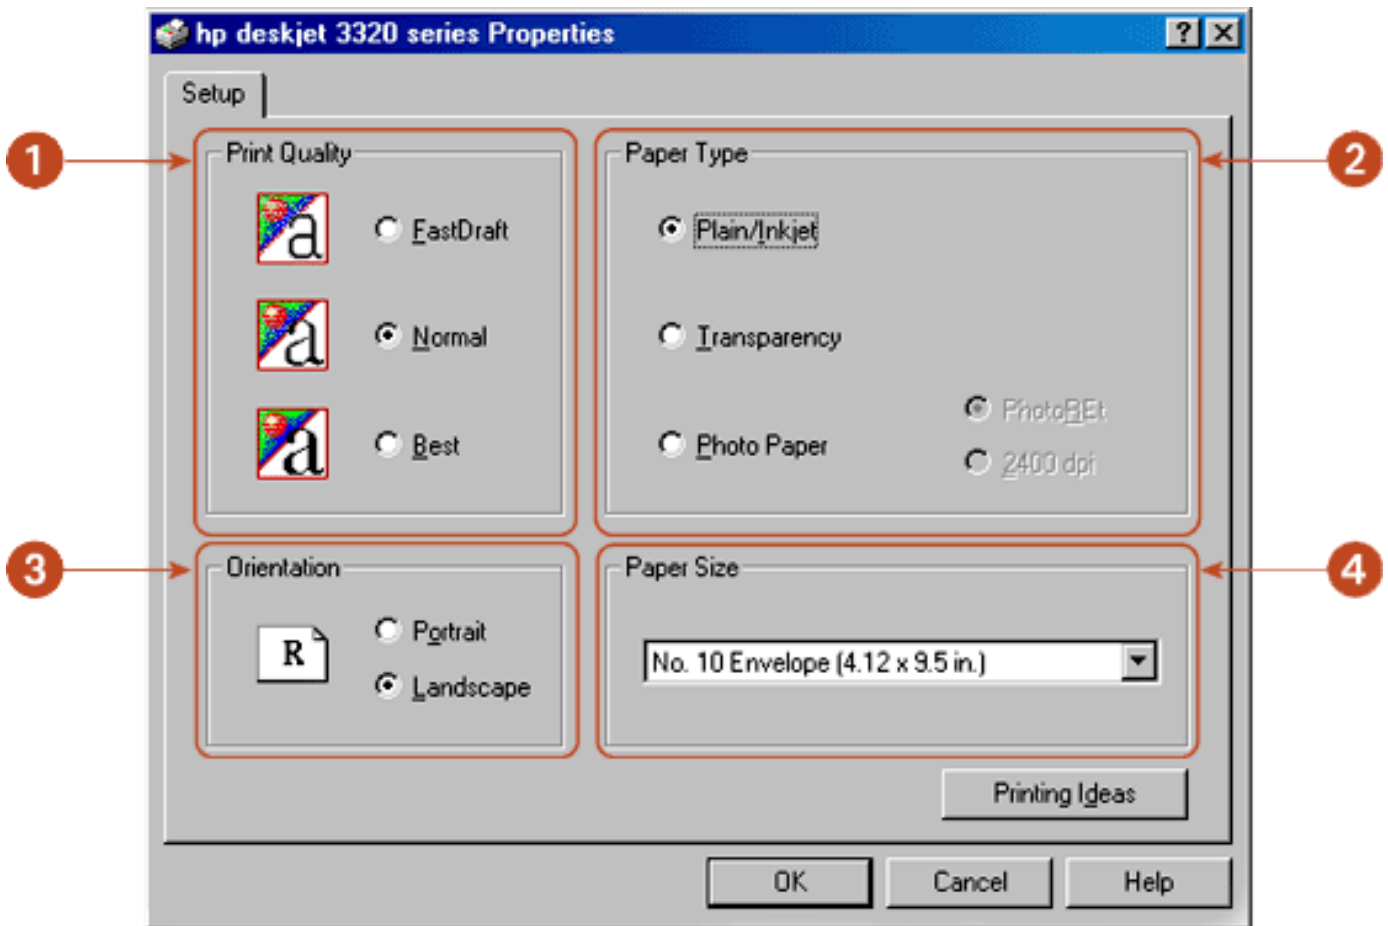 hp deskjet 3320 series Properties
Setup
1
Print Quality
a
FastDraft
a
Normal
a
Best
2
Paper Type
Plain/Inkjet
Transparency
Photo Paper
PhotoREt
2400 dpi
3
Orientation
R
Portrait
Landscape
4
Paper Size
No. 10 Envelope (4.12 x 9.5 in.)
Printing Ideas
OK
Cancel
Help